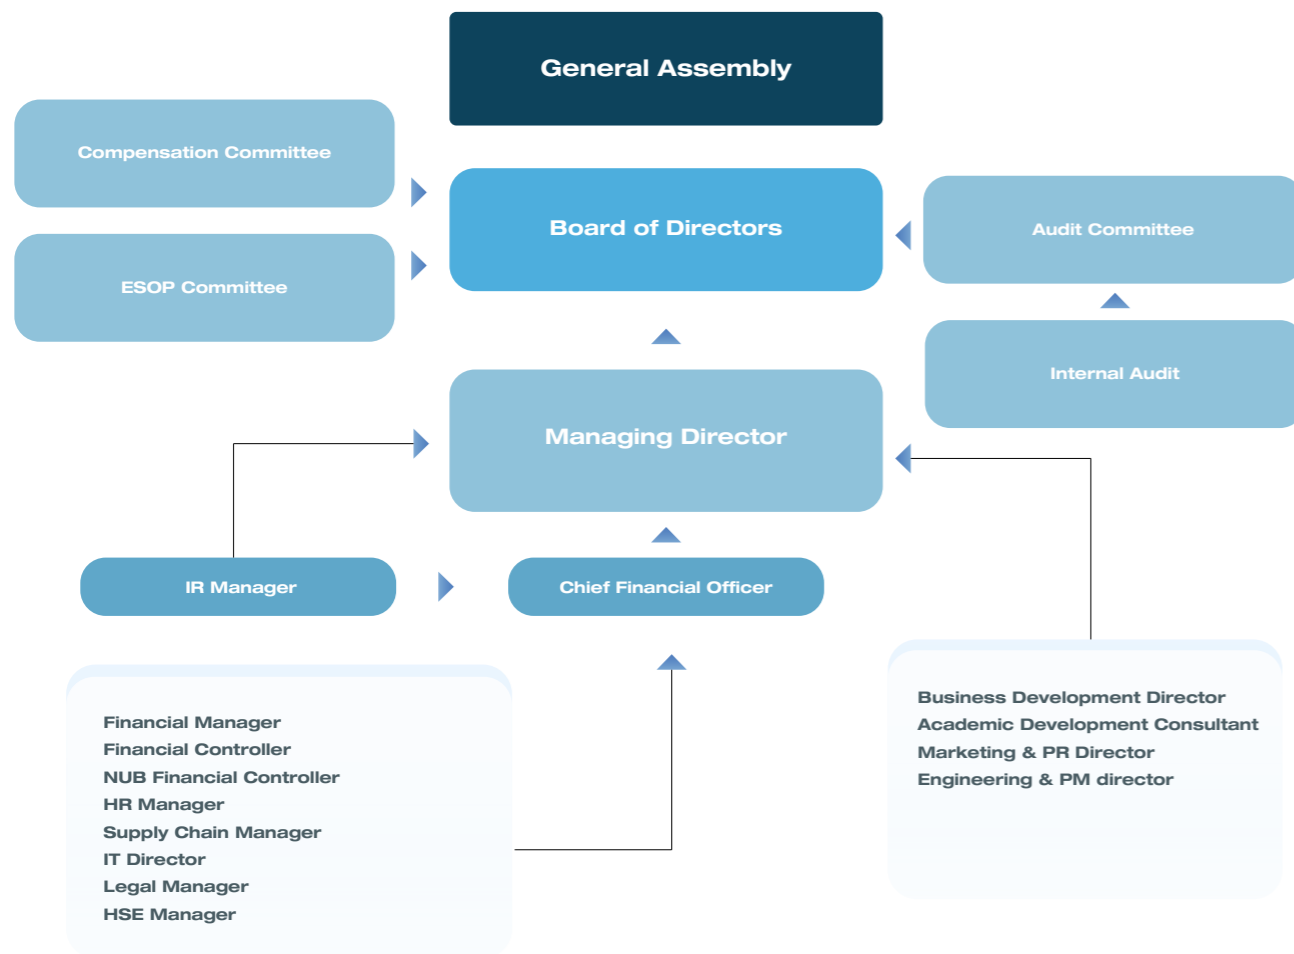 General Assembly
Compensation Committee
Board of Directors
Audit Committee
ESOP Committee
Internal Audit
Managing Director
IR Manager
Chief Financial Officer
Financial Manager
Financial Controller
NUB Financial Controller
HR Manager
Supply Chain Manager
IT Director
Legal Manager
HSE Manager
Business Development Director
Academic Development Consultant
Marketing & PR Director
Engineering & PM director